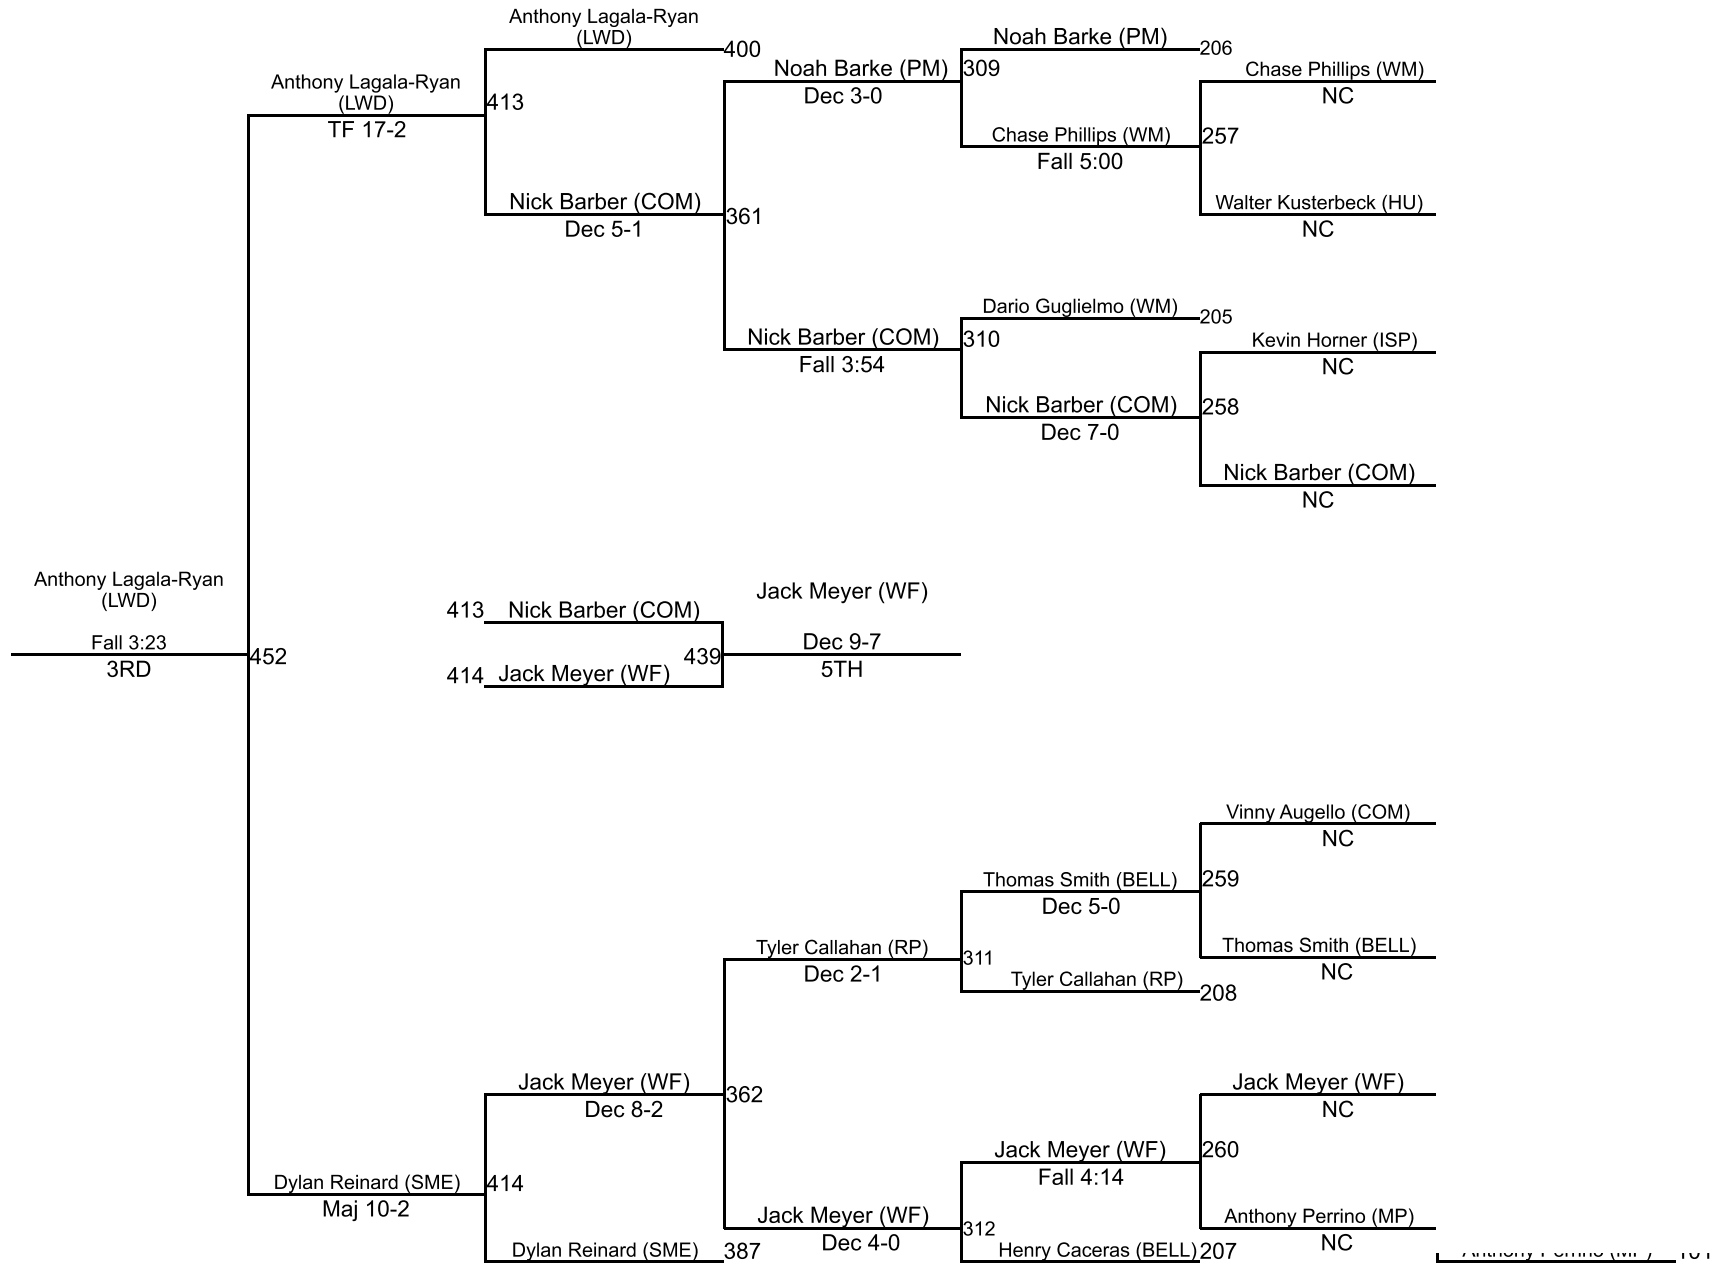 Anthony Lagala-Ryan
(LWD)
400
Noah Barke (PM)
206
Noah Barke (PM)
309
Chase Phillips (WM)
Dec 3-0
NC
Anthony Lagala-Ryan
(LWD)
413
TF 17-2
Chase Phillips (WM)
257
Fall 5:00
Nick Barber (COM)
361
Walter Kusterbeck (HU)
Dec 5-1
NC
Dario Guglielmo (WM)
205
Nick Barber (COM)
310
Kevin Horner (ISP)
Fall 3:54
NC
Nick Barber (COM)
258
Dec 7-0
Nick Barber (COM)
NC
Anthony Lagala-Ryan
(LWD)
Fall 3:23
452
3RD
413
Nick Barber (COM)
Jack Meyer (WF)
439
Dec 9-7
414
Jack Meyer (WF)
5TH
Vinny Augello (COM)
NC
Thomas Smith (BELL)
259
Dec 5-0
Tyler Callahan (RP)
311
Thomas Smith (BELL)
Dec 2-1
NC
Tyler Callahan (RP)
208
Jack Meyer (WF)
362
Jack Meyer (WF)
Dec 8-2
NC
Jack Meyer (WF)
260
Fall 4:14
Dylan Reinard (SME)
414
Maj 10-2
Jack Meyer (WF)
312
Anthony Perrino (MP)
Dec 4-0
NC
Dylan Reinard (SME)
387
Henry Caceras (BELL)
207
Anthony Perrino (MP)